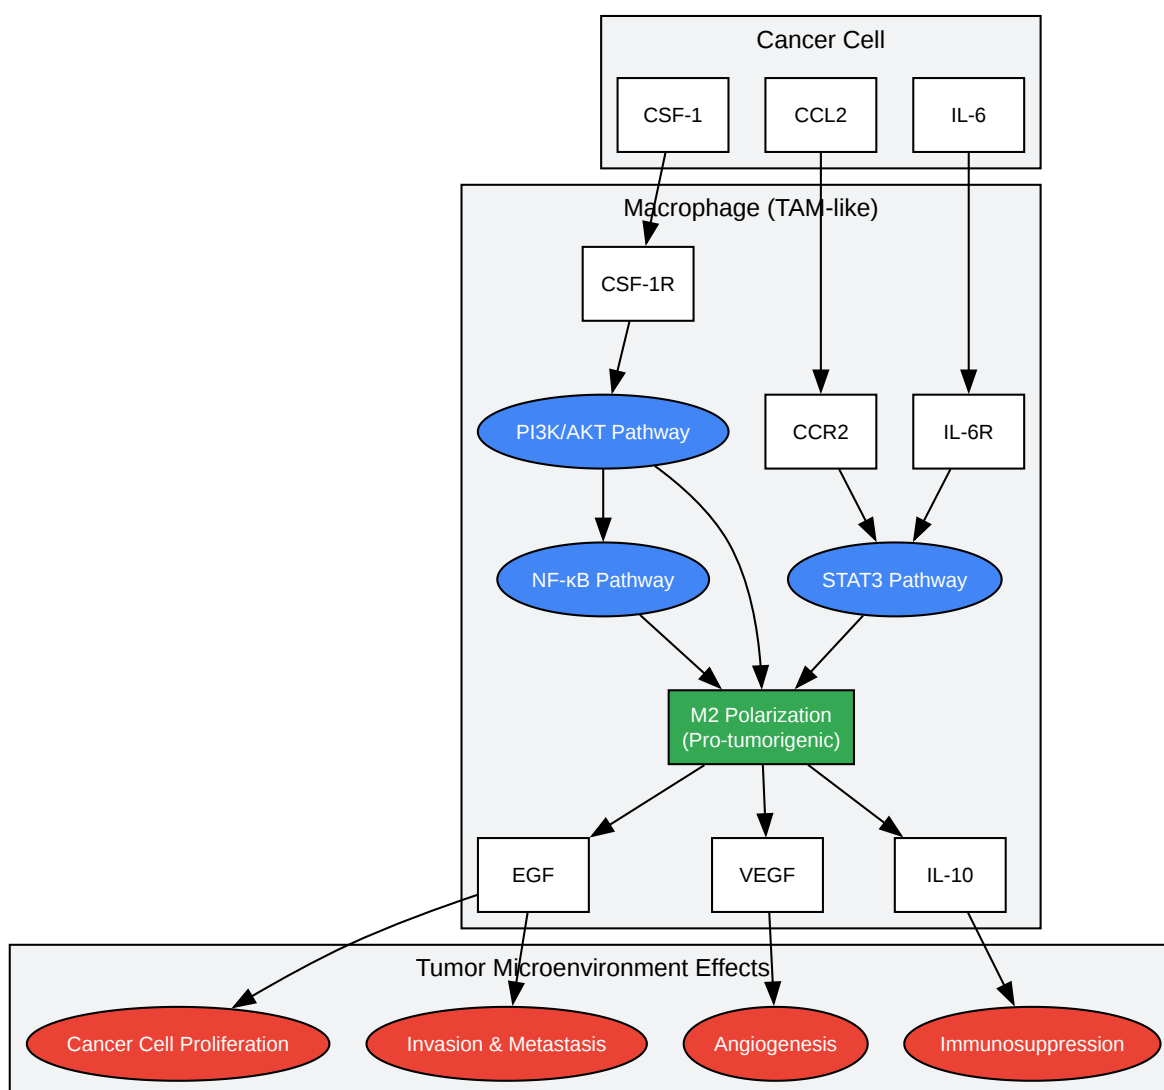 Cancer Cell
CSF-1
CCL2
IL-6
Macrophage (TAM-like)
CSF-1R
PI3K/AKT Pathway
CCR2
IL-6R
NF-κB Pathway
STAT3 Pathway
M2 Polarization
(Pro-tumorigenic)
EGF
VEGF
IL-10
Tumor Microenvironment Effects
Cancer Cell Proliferation
Invasion & Metastasis
Angiogenesis
Immunosuppression